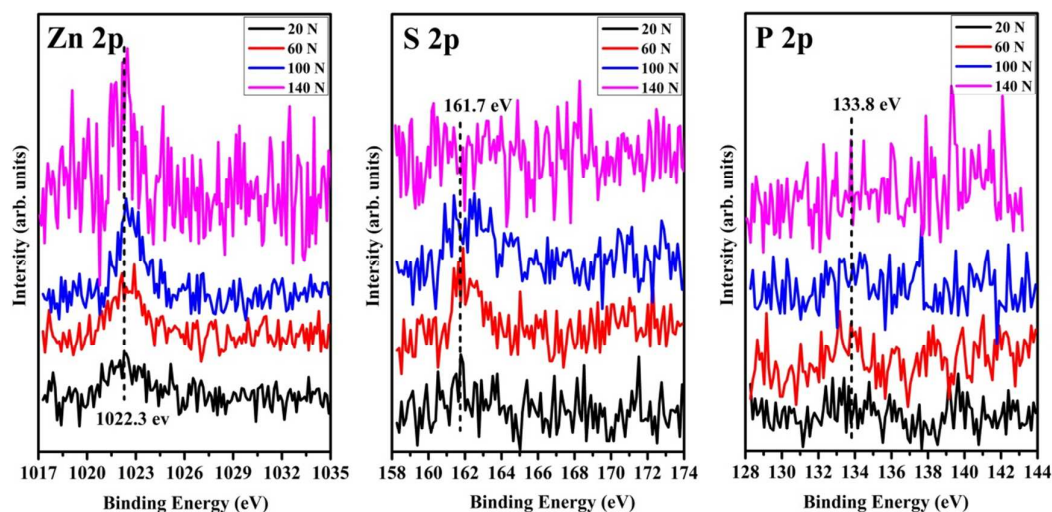 Zn 2p
20 N
60 N
100 N
140 N
1022.3 ev
Intersity (arb. units)
1017 1020 1023 1026 1029 1032 1035
Binding Energy (eV)
S 2p
20 N
60 N
100 N
140 N
161.7 eV
Intersity (arb. units)
158 160 162 164 166 168 170 172 174
Binding Energy (eV)
P 2p
20 N
60 N
100 N
140 N
133.8 eV
Intersity (arb. units)
128 130 132 134 136 138 140 142 144
Binding Energy (eV)